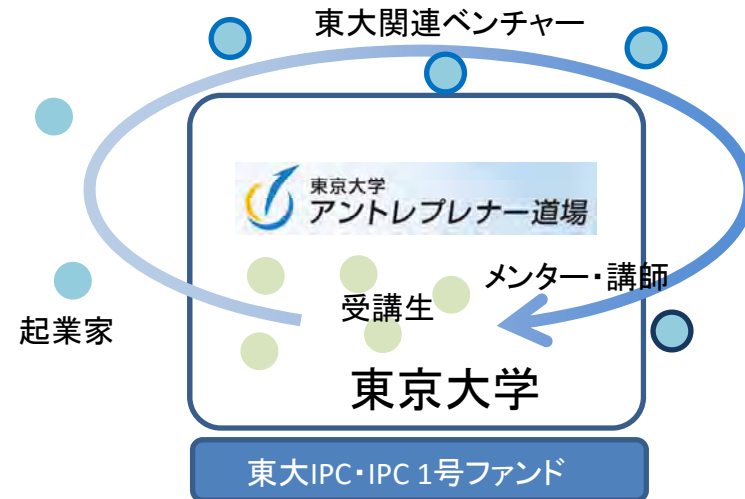 東大関連ベンチャー
東京大学
アントレプレナー道場
メンター・講師
受講生
起業家
東京大学
東大IPC・IPC 1号ファンド